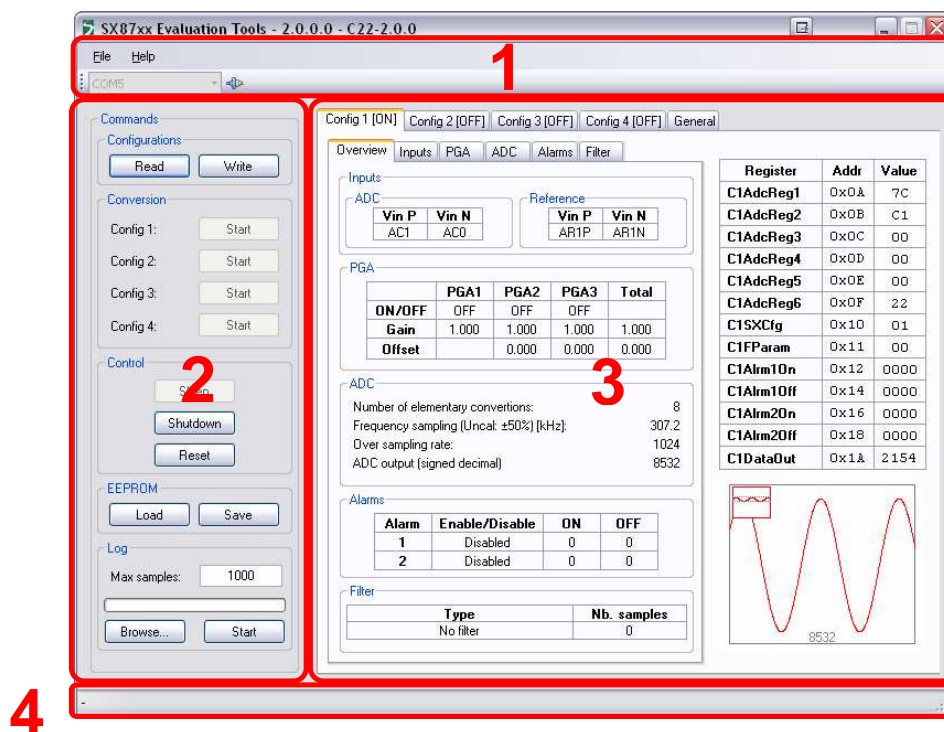 SX87xx Evaluation Tools - 2.0.0.0 - C22-2.0.0
1
File Help
COM5
Commands
Configurations
Read Write
Conversion
Config 1: Start
Config 2: Start
Config 3: Start
Config 4: Start
Control
2
Shutdown
Reset
EEPROM
Load Save
Log
Max samples: 1000
Browse... Start
Config 1 [ON] Config 2 [OFF] Config 3 [OFF] Config 4 [OFF] General
Overview Inputs PGA ADC Alarms Filter
Inputs
ADC
Vin P Vin N
AC1 AC0
Reference
Vin P Vin N
AR1P AR1N
PGA
PGA1 PGA2 PGA3 Total
ON/OFF OFF OFF OFF
Gain 1.000 1.000 1.000 1.000
Offset 0.000 0.000 0.000
3
ADC
Number of elementary convertions: 8
Frequency sampling (Uncal: ±50%) [kHz]: 307.2
Over sampling rate: 1024
ADC output (signed decimal) 8532
Alarms
Alarm Enable/Disable ON OFF
1 Disabled 0 0
2 Disabled 0 0
Filter
Type Nb. samples
No filter 0
Register Addr Value
C1AdcReg1 0x0A 7C
C1AdcReg2 0x0B C1
C1AdcReg3 0x0C 00
C1AdcReg4 0x0D 00
C1AdcReg5 0x0E 00
C1AdcReg6 0x0F 22
C1SXCfg 0x10 01
C1FParam 0x11 00
C1Alrm1On 0x12 0000
C1Alrm1Off 0x14 0000
C1Alrm2On 0x16 0000
C1Alrm2Off 0x18 0000
C1DataOut 0x1A 2154
8532
4
-